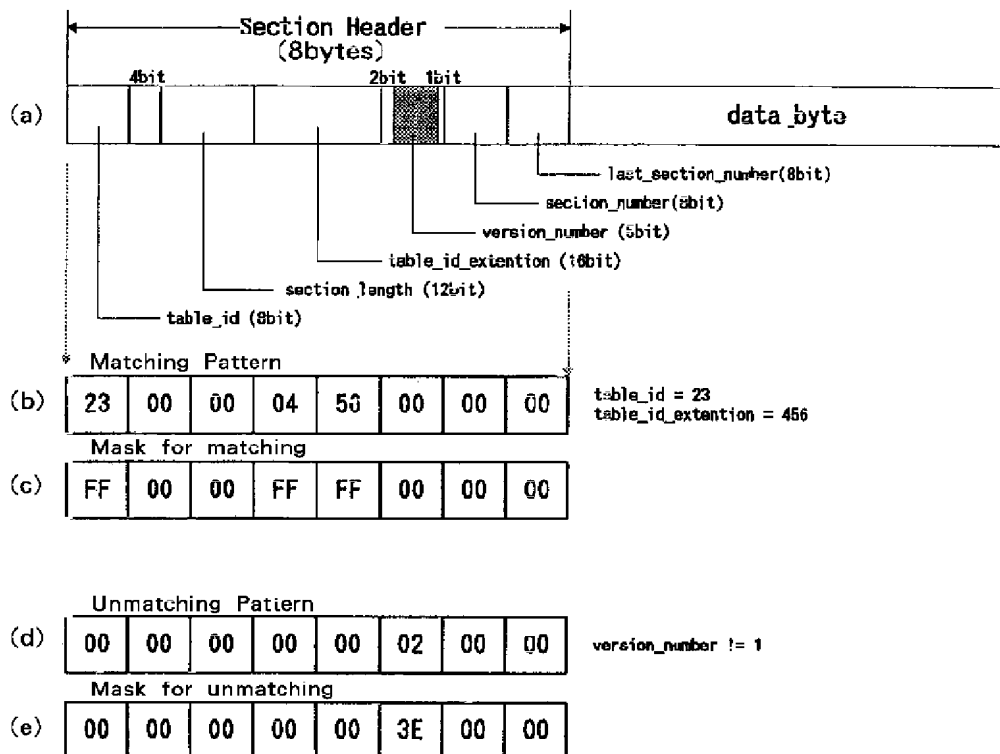 Section Header
(8bytes)
4bit 2bit 1bit
(a) data_byte
last_section_number(8bit)
section_number(8bit)
version_number (5bit)
table_id_extention (16bit)
section_length (12bit)
table_id (8bit)
Matching Pattern
(b) 23 00 00 04 56 00 00 00 table_id = 23
table_id_extention = 456
Mask for matching
(c) FF 00 00 FF FF 00 00 00
Unmatching Pattern
(d) 00 00 00 00 00 02 00 00 version_number != 1
Mask for unmatching
(e) 00 00 00 00 00 3E 00 00